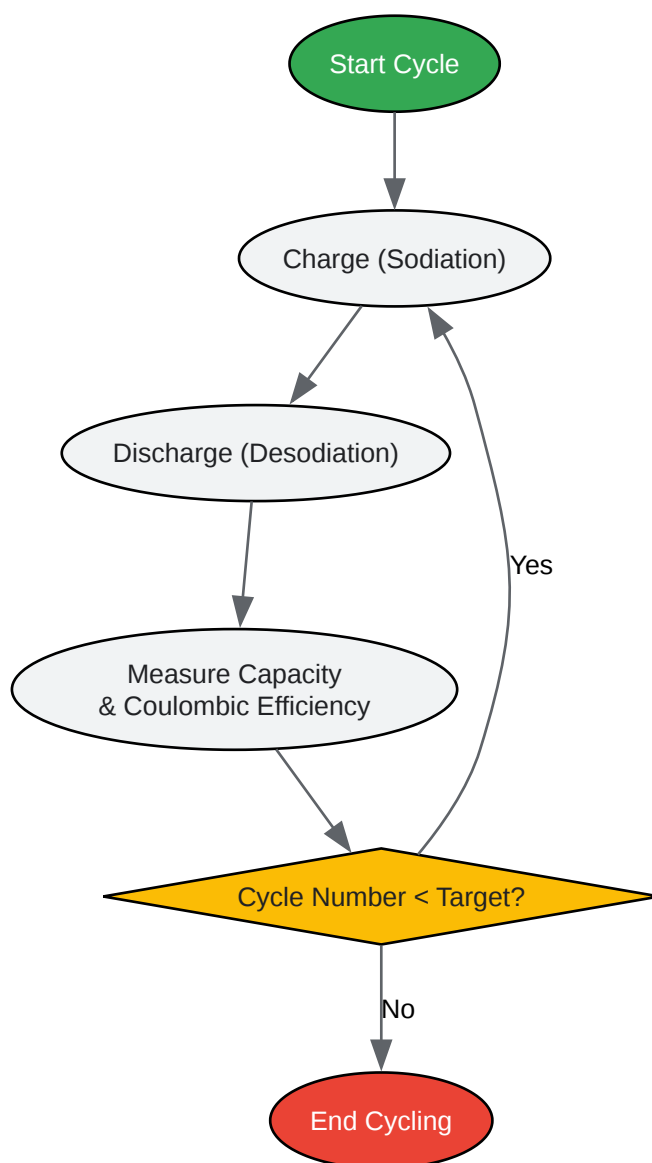 Start Cycle
Charge (Sodiation)
Discharge (Desodiation)
Yes
Measure Capacity
& Coulombic Efficiency
Cycle Number < Target?
No
End Cycling